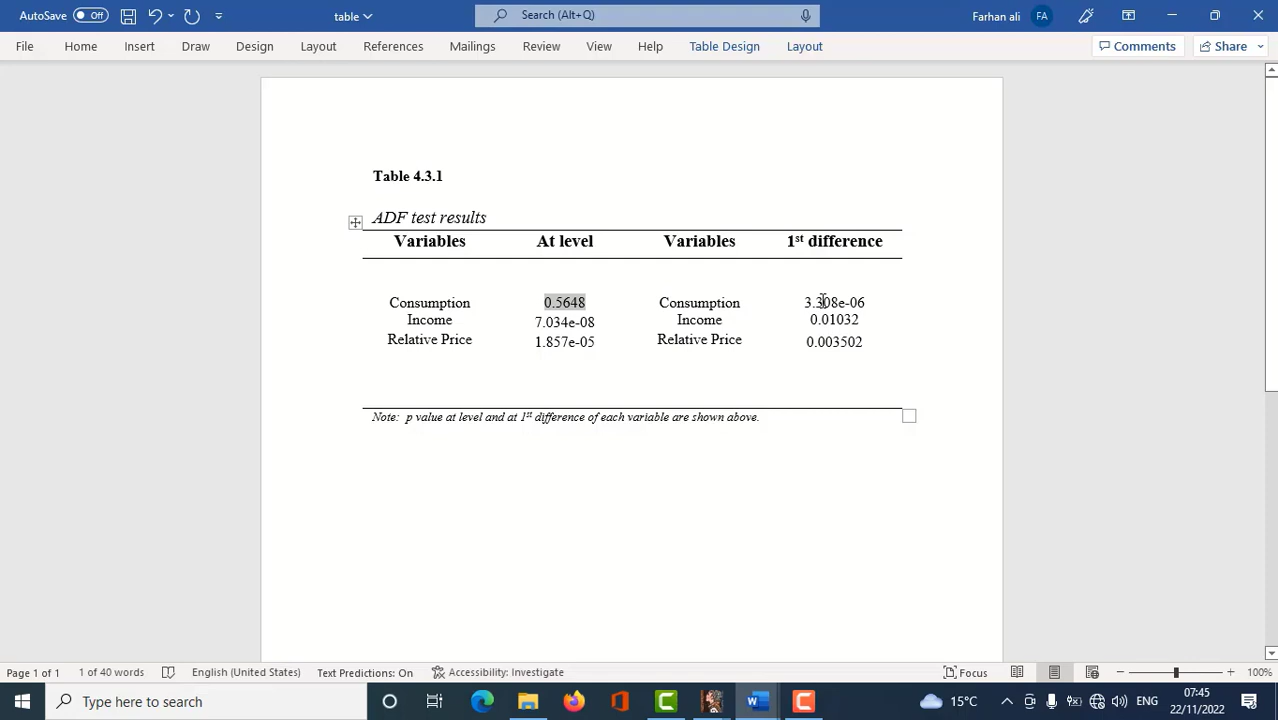 AutoSave Off table Search (Alt+Q) Farhan ali FA
File Home Insert Draw Design Layout References Mailings Review View Help Table Design Layout Comments Share
Table 4.3.1
ADF test results
Variables At level Variables 1st difference
Consumption 0.5648 Consumption 3.308e-06
Income 7.034e-08 Income 0.01032
Relative Price 1.857e-05 Relative Price 0.003502
Note: p value at level and at 1st difference of each variable are shown above.
Page 1 of 1 1 of 40 words English (United States) Text Predictions: On Accessibility: Investigate Focus 100%
Type here to search 15°C ENG 07:45
22/11/2022